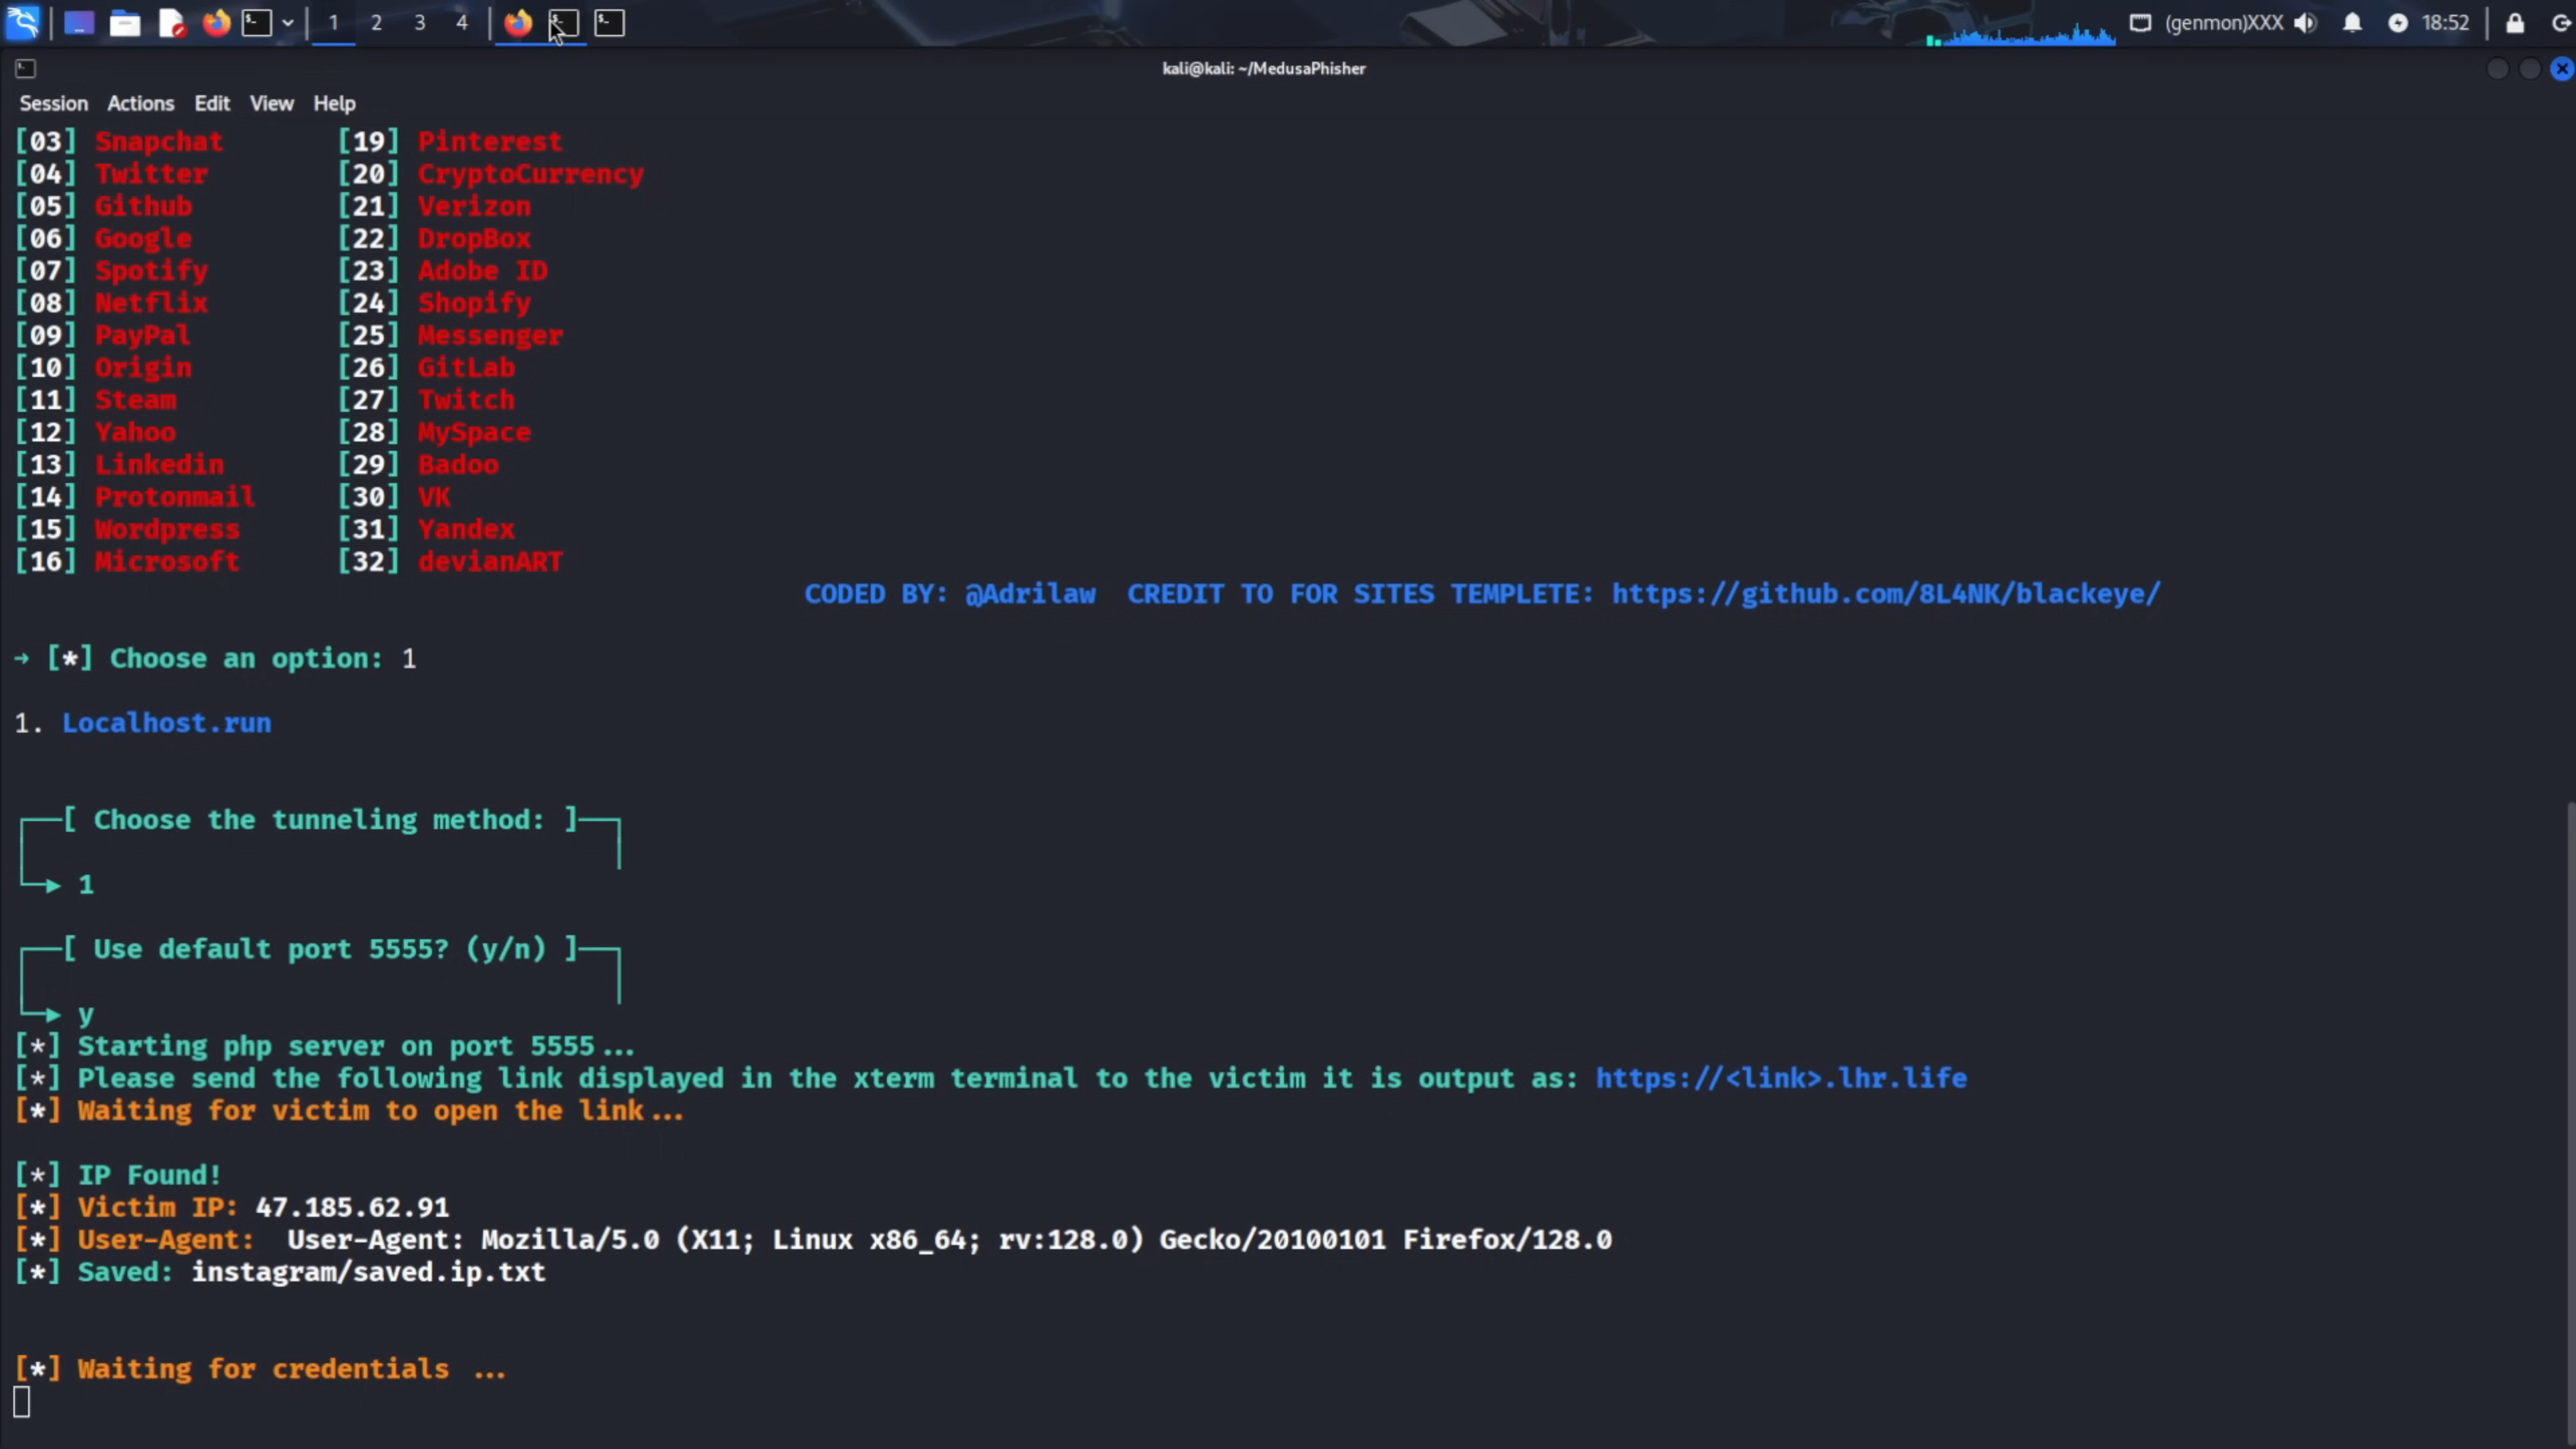 1 2 3 4 (genmon)XXX 18:52
kali@kali: ~/MedusaPhisher
Session Actions Edit View Help
[03] Snapchat [19] Pinterest
[04] Twitter [20] CryptoCurrency
[05] Github [21] Verizon
[06] Google [22] DropBox
[07] Spotify [23] Adobe ID
[08] Netflix [24] Shopify
[09] PayPal [25] Messenger
[10] Origin [26] GitLab
[11] Steam [27] Twitch
[12] Yahoo [28] MySpace
[13] Linkedin [29] Badoo
[14] Protonmail [30] VK
[15] Wordpress [31] Yandex
[16] Microsoft [32] devianART
CODED BY: @Adrilaw CREDIT TO FOR SITES TEMPLETE: https://github.com/8L4NK/blackeye/
→ [*] Choose an option: 1
1. Localhost.run
[ Choose the tunneling method: ]
1
[ Use default port 5555? (y/n) ]
y
[*] Starting php server on port 5555...
[*] Please send the following link displayed in the xterm terminal to the victim it is output as: https://<link>.lhr.life
[*] Waiting for victim to open the link...
[*] IP Found!
[*] Victim IP: 47.185.62.91
[*] User-Agent: User-Agent: Mozilla/5.0 (X11; Linux x86_64; rv:128.0) Gecko/20100101 Firefox/128.0
[*] Saved: instagram/saved.ip.txt
[*] Waiting for credentials ...